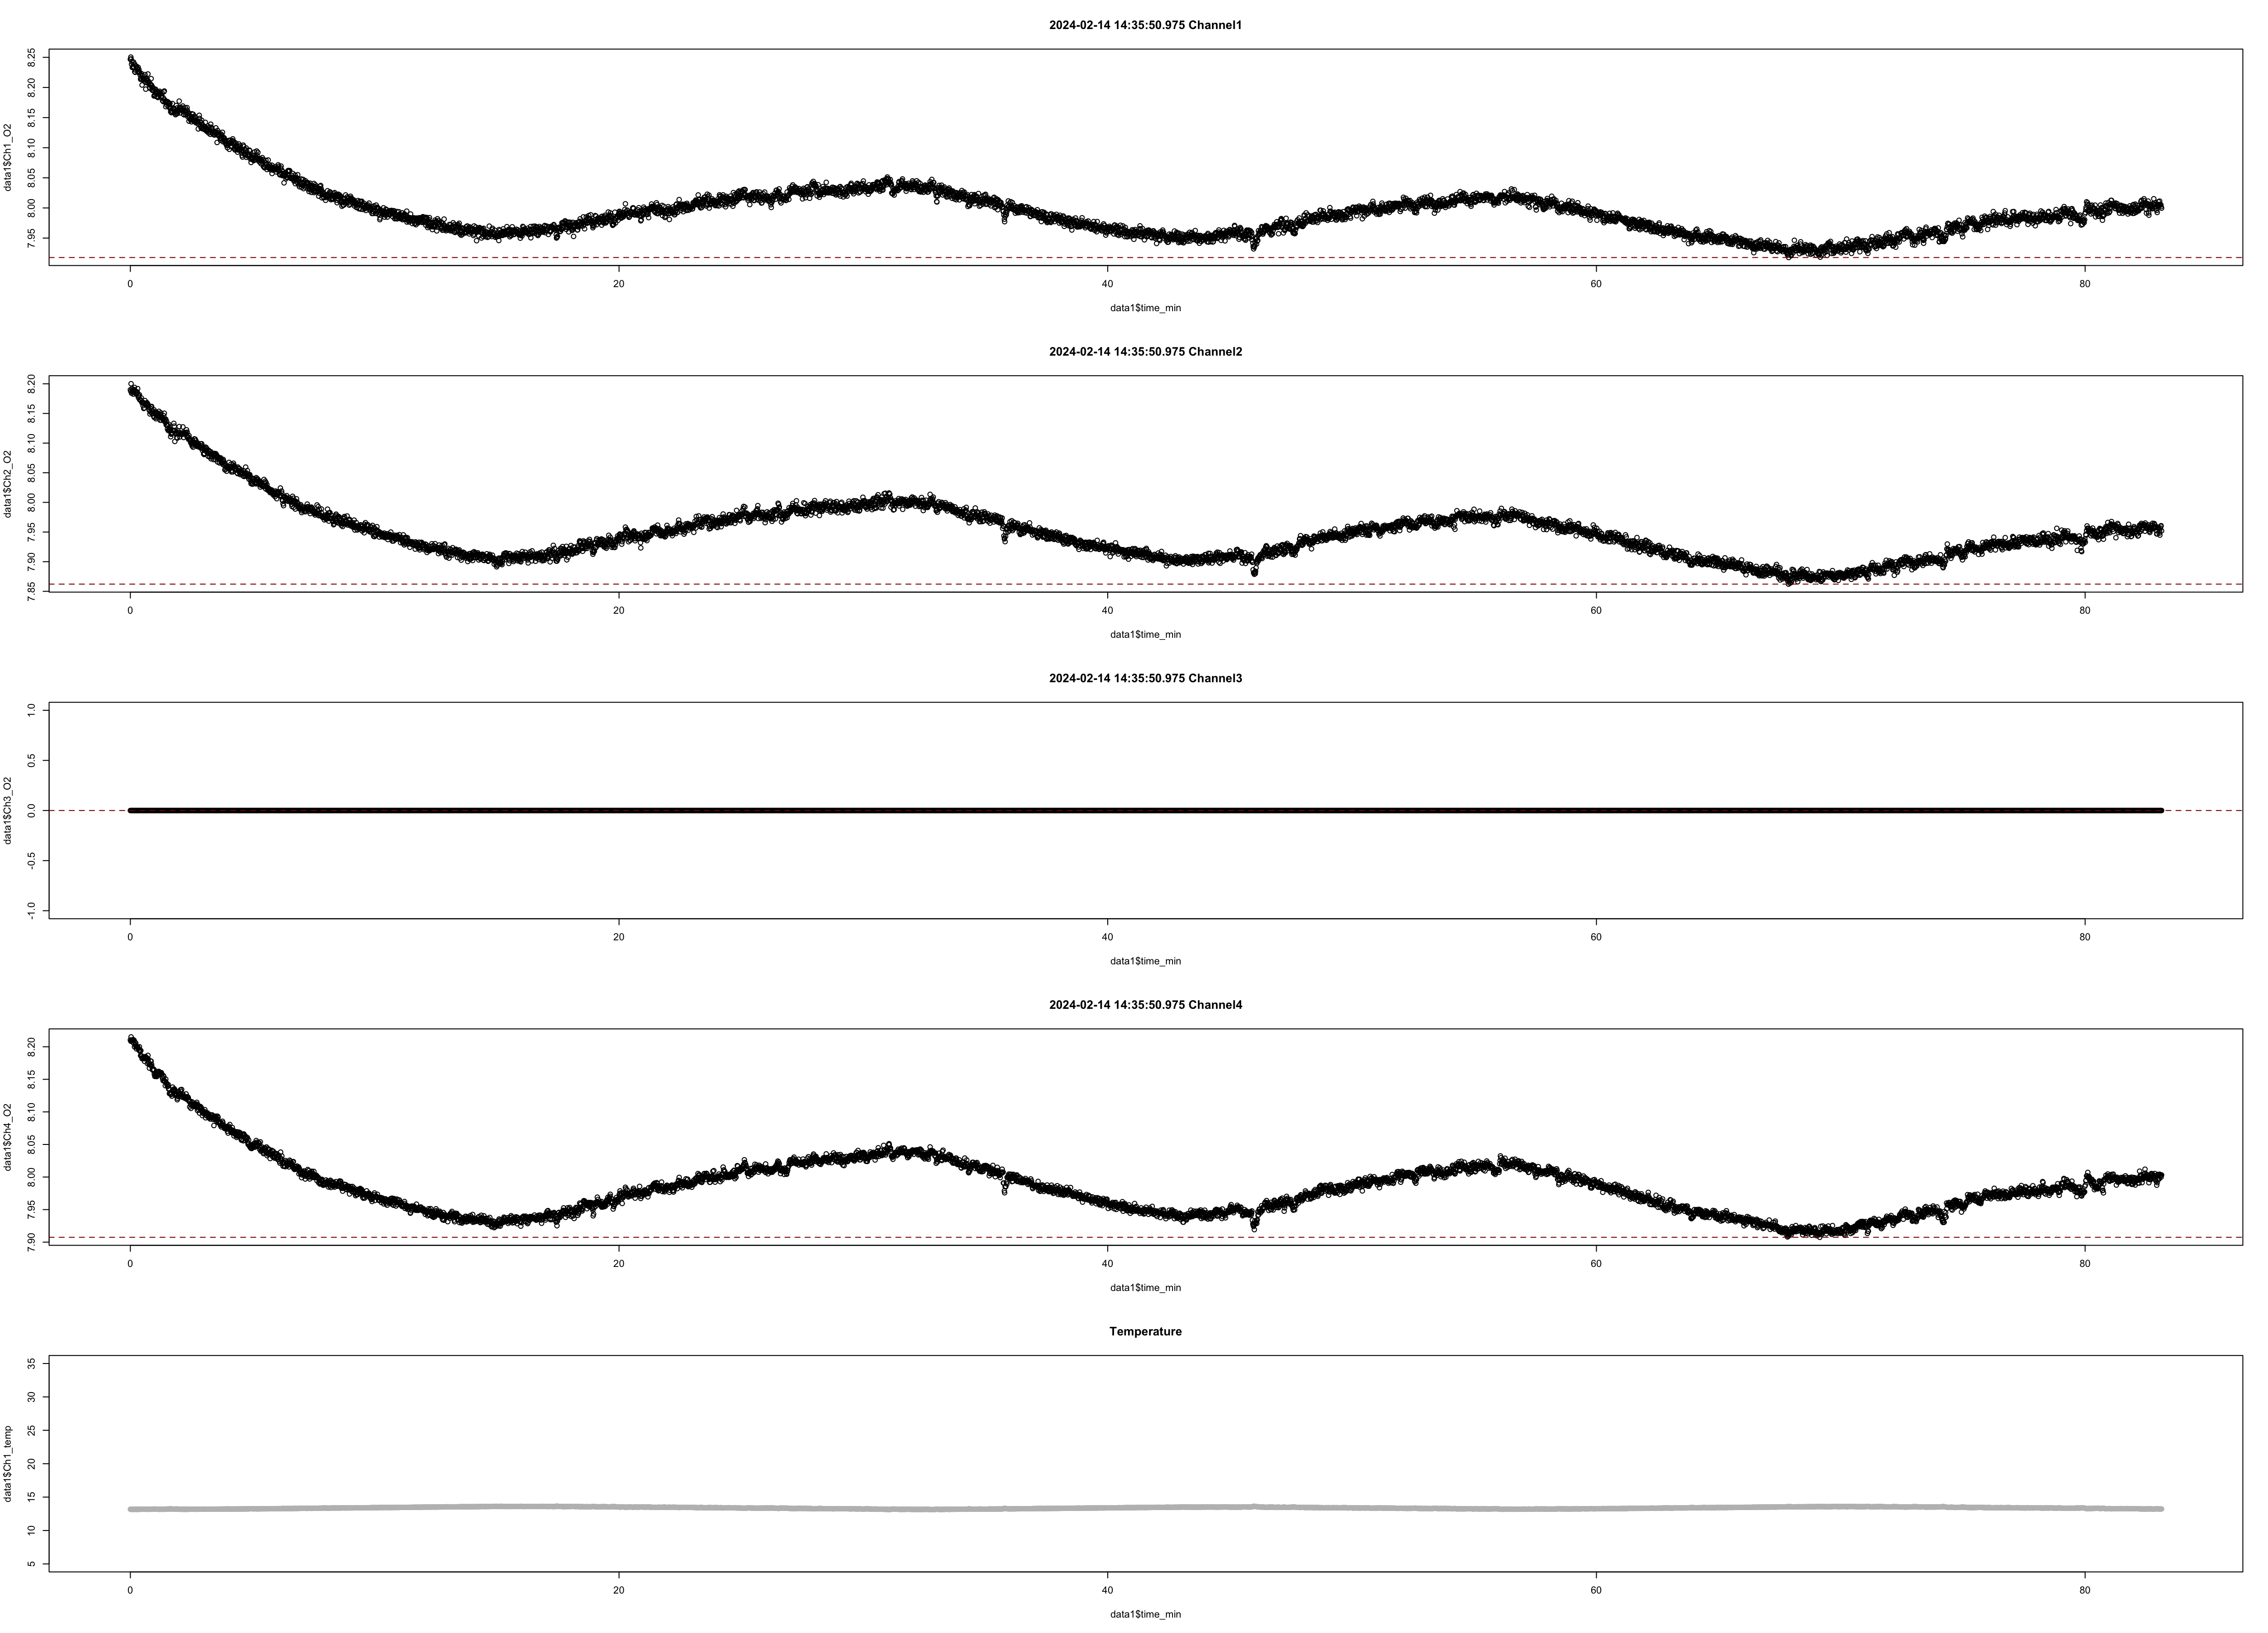 2024-02-14 14:35:50.975 Channel1
data1$Ch1_O2
8.25
8.20
8.15
8.10
8.05
8.00
7.95
0 20 40 60 80
data1$time_min
2024-02-14 14:35:50.975 Channel2
data1$Ch2_O2
8.20
8.15
8.10
8.05
8.00
7.95
7.90
7.85
0 20 40 60 80
data1$time_min
2024-02-14 14:35:50.975 Channel3
data1$Ch3_O2
1.0
0.5
0.0
-0.5
-1.0
0 20 40 60 80
data1$time_min
2024-02-14 14:35:50.975 Channel4
data1$Ch4_O2
8.20
8.15
8.10
8.05
8.00
7.95
7.90
0 20 40 60 80
data1$time_min
Temperature
data1$Ch1_temp
35
30
25
20
15
10
5
0 20 40 60 80
data1$time_min